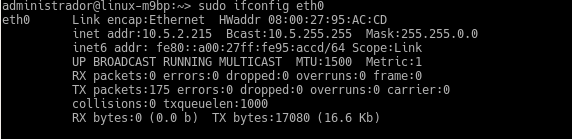 administrador@linux-m9bp:~> sudo ifconfig eth0
eth0      Link encap:Ethernet  HWaddr 08:00:27:95:AC:CD
          inet addr:10.5.2.215  Bcast:10.5.255.255  Mask:255.255.0.0
          inet6 addr: fe80::a00:27ff:fe95:accd/64 Scope:Link
          UP BROADCAST RUNNING MULTICAST  MTU:1500  Metric:1
          RX packets:0 errors:0 dropped:0 overruns:0 frame:0
          TX packets:175 errors:0 dropped:0 overruns:0 carrier:0
          collisions:0 txqueuelen:1000
          RX bytes:0 (0.0 b)  TX bytes:17080 (16.6 Kb)